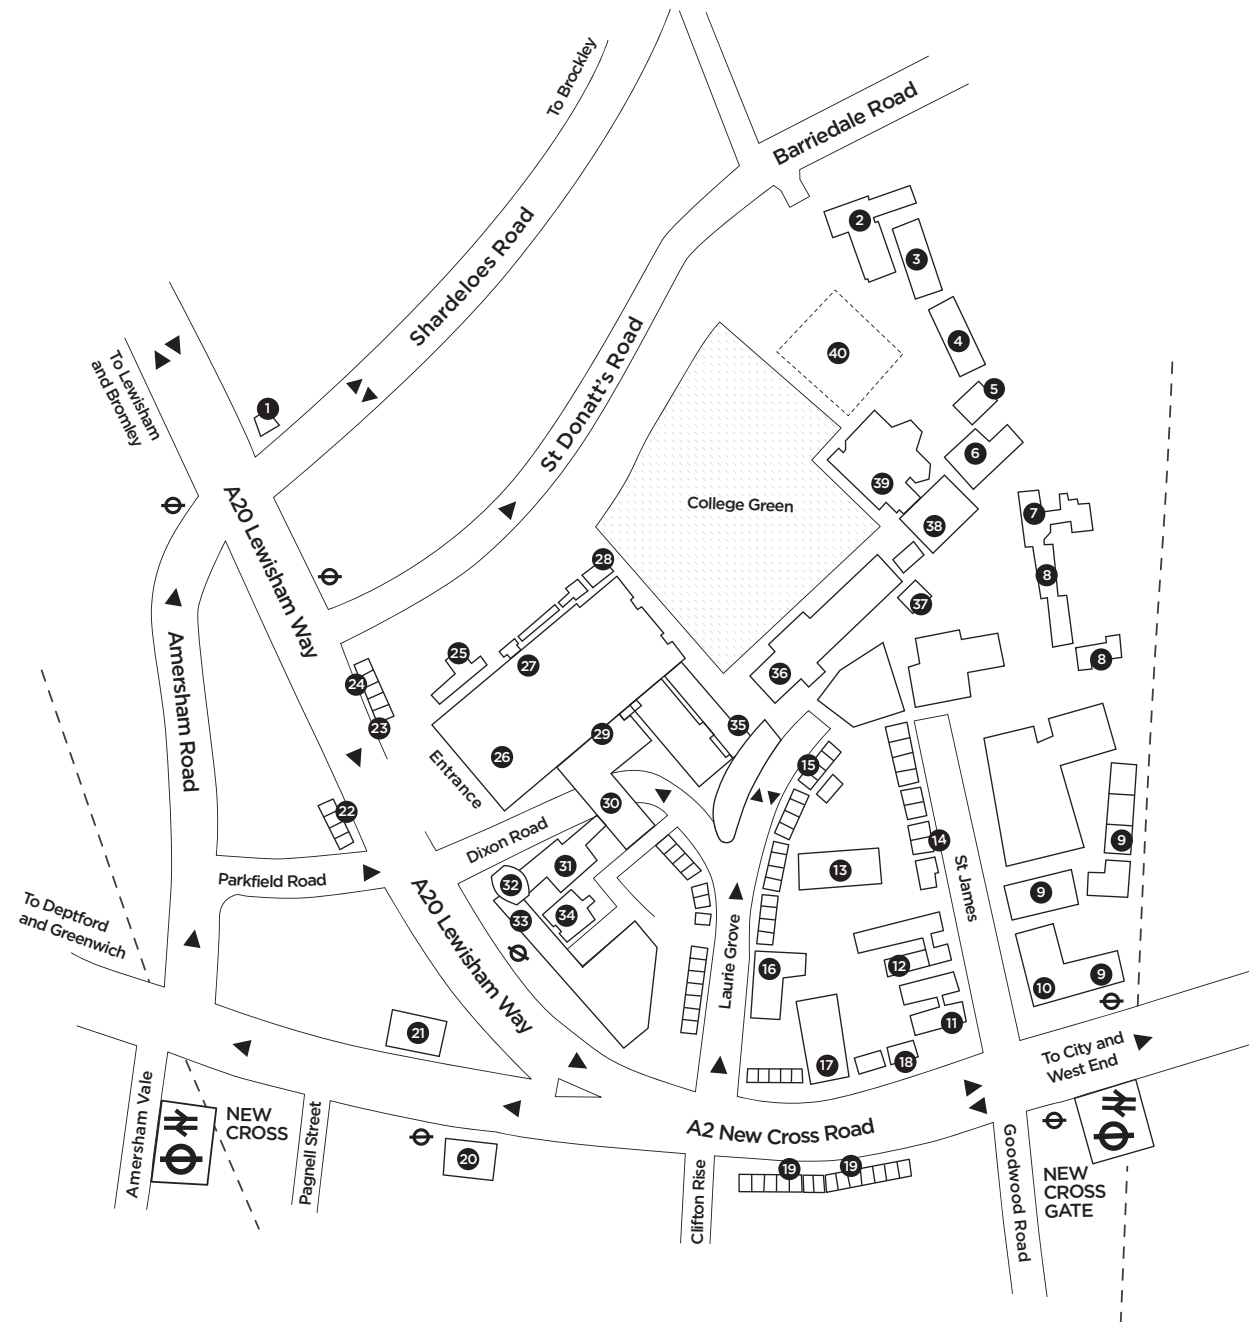 To Brockley
Barriedale Road
2
3
Shardeloes Road
4
40
St Donatt's Road
To Lewisham
and Bromley
1
5
6
39
College Green
A20 Lewisham Way
7
38
28
8
37
25
8
27
36
24
Amersham Road
23
35
29
26
15
Entrance
30
22
Dixon Road
14
9
31
13
Parkfield Road
32
St James
9
To Deptford
and Greenwich
34
33
A20 Lewisham Way
Laurie Grove
16
12
9
10
11
21
17
18
To City and
West End
Amersham Vale
NEW
CROSS
Pagnell Street
A2 New Cross Road
20
19
19
Clifton Rise
Goodwood Road
NEW
CROSS
GATE